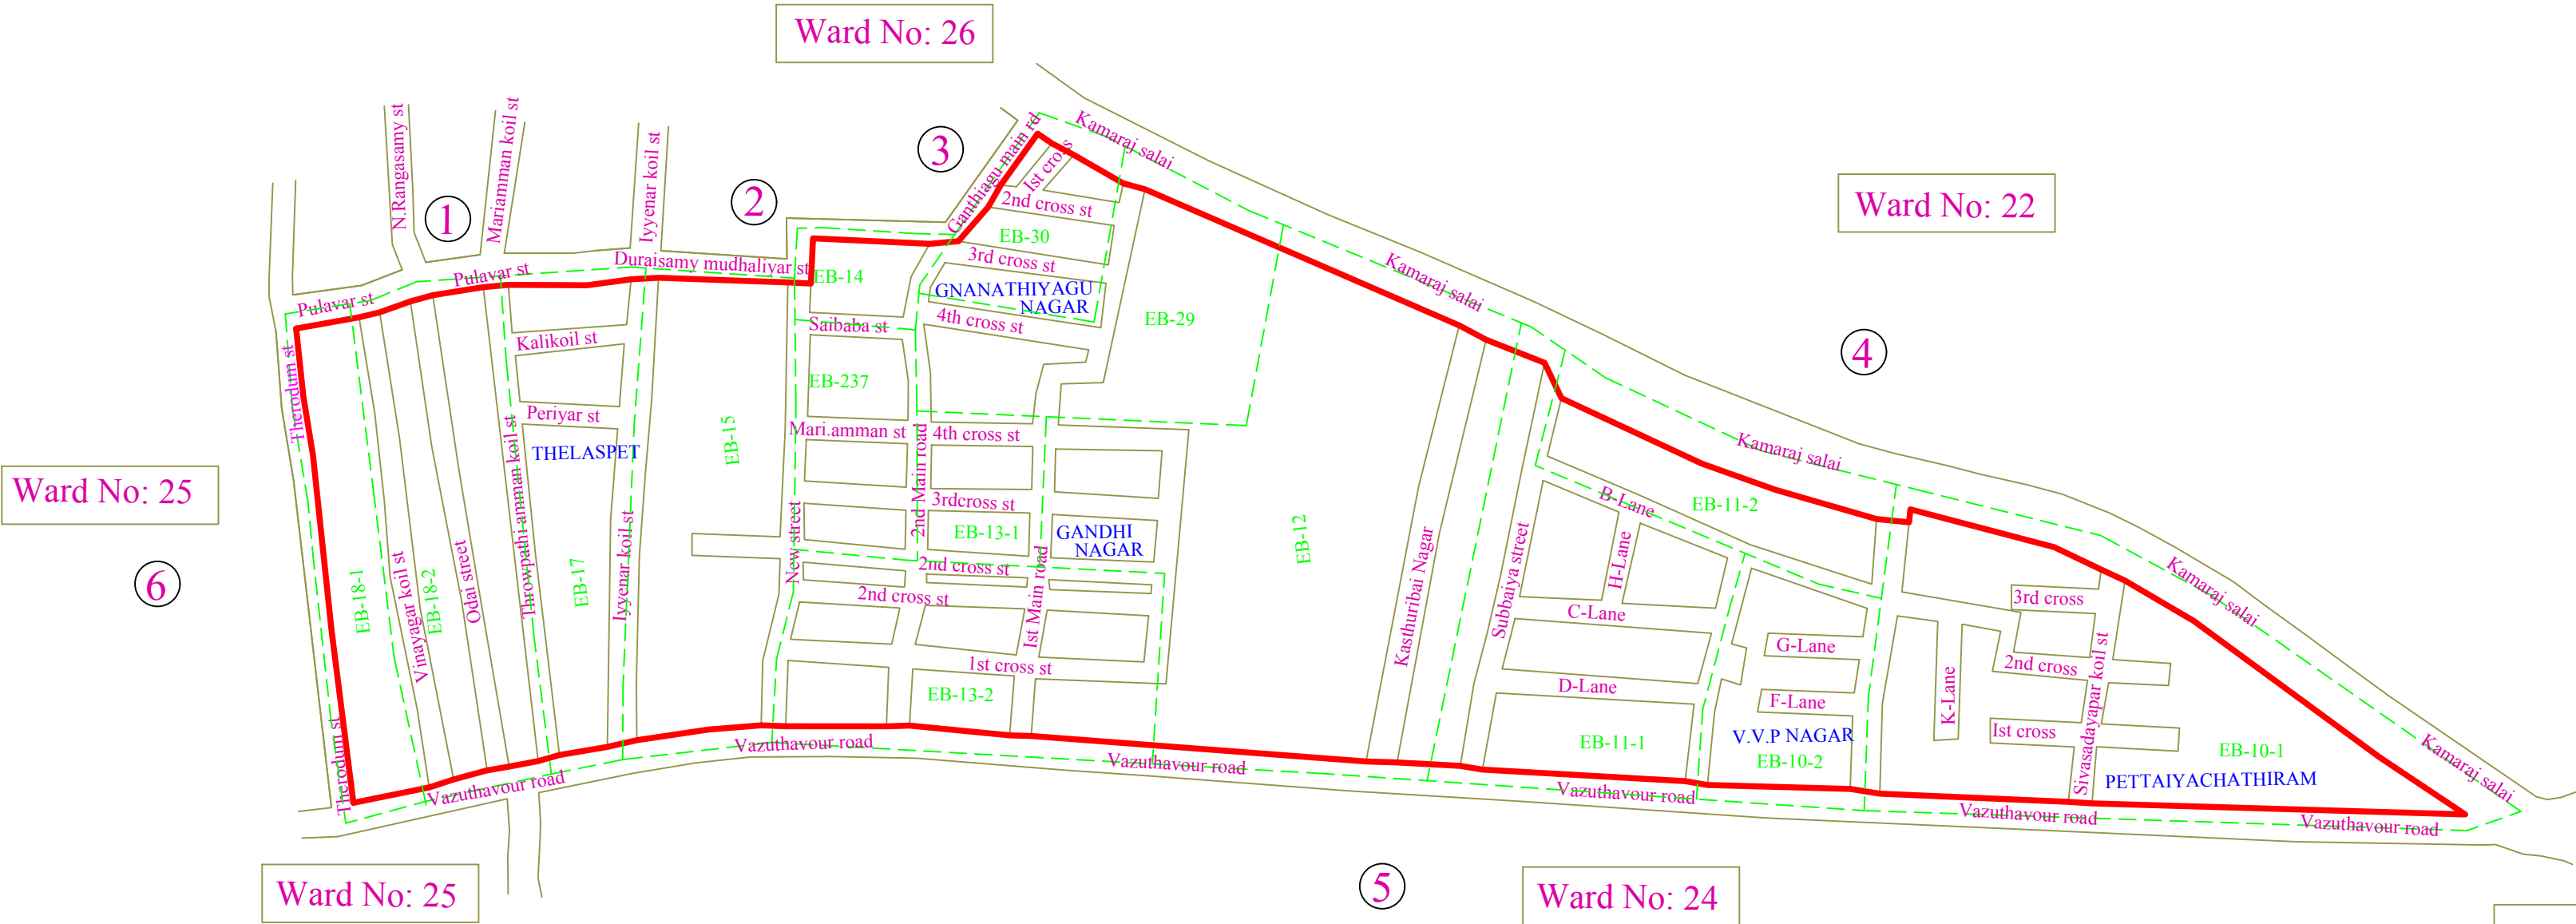 Ward No: 26
N.Rangasamy st
Mariamman koil st
Iyyenar koil st
1
2
3
Ganthiagu main rd
Kamaraj salai
1st cross
2nd cross st
EB-30
3rd cross st
GNANATHIYAGU
NAGAR
4th cross st
EB-29
Ward No: 22
4
Pulavar st
Pulavar st
Duraisamy mudhaliyar st
EB-14
Saibaba st
EB-237
Mari.amman st
4th cross st
Kamaraj salai
Kamaraj salai
Therodum st
Kalikoil st
Periyar st
THELASPET
EB-15
Ward No: 25
6
EB-18-1
Vinayagar koil st
EB-18-2
Odai street
Throwpathi amman koil st
EB-17
Iyyenar koil st
New street
2nd Main road
3rdcross st
EB-13-1
GANDHI
NAGAR
2nd cross st
2nd cross st
1st Main road
1st cross st
EB-13-2
EB-12
Kasthuribai Nagar
Subbaiya street
B-Lane
H-Lane
EB-11-2
C-Lane
D-Lane
EB-11-1
G-Lane
F-Lane
V.V.P NAGAR
EB-10-2
K-Lane
3rd cross
2nd cross
Ist cross
Sivasadayapar koil st
EB-10-1
PETTAIYACHATHIRAM
Kamaraj salai
Kamaraj salai
Therodum st
Vazuthavour road
Vazuthavour road
Vazuthavour road
Vazuthavour road
Vazuthavour road
Vazuthavour road
Ward No: 25
5
Ward No: 24